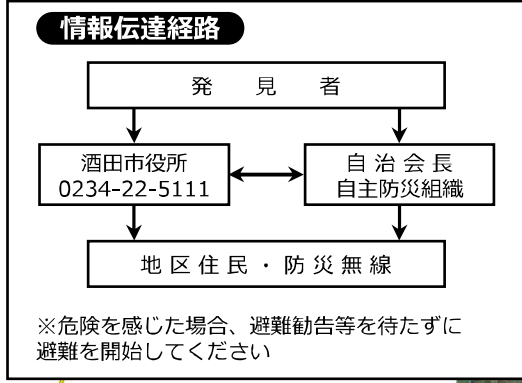 情報伝達経路
発見者
酒田市役所
0234-22-5111
自治会長
自主防災組織
地区住民・防災無線
※危険を感じた場合、避難勧告等を待たずに
避難を開始してください